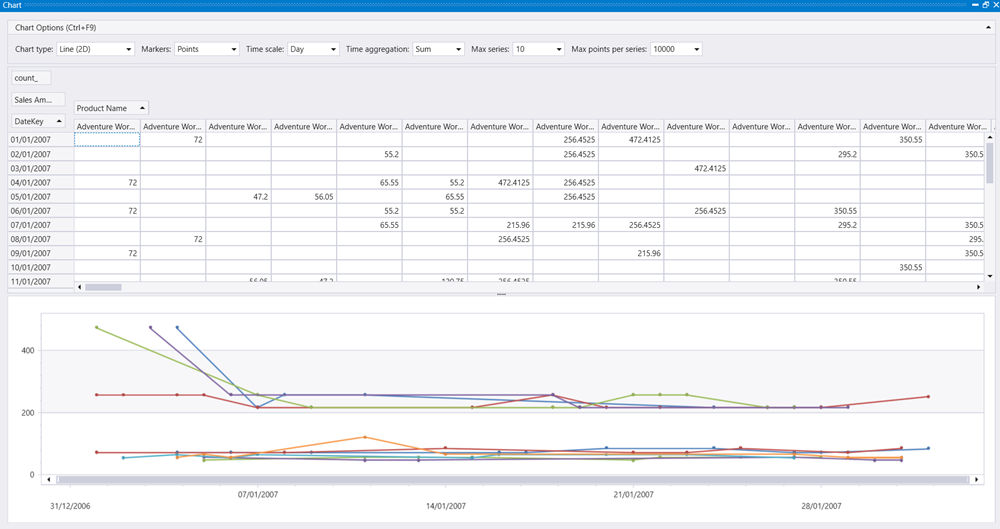 Chart
Chart Options (Ctrl+F9)
Chart type: Line (2D) Markers: Points Time scale: Day Time aggregation: Sum Max series: 10 Max points per series: 10000
count_
Sales Am...
Product Name
DateKey Adventure Wor... Adventure Wor... Adventure Wor... Adventure Wor... Adventure Wor... Adventure Wor... Adventure Wor... Adventure Wor... Adventure Wor... Adventure Wor... Adventure Wor... Adventure Wor... Adventure Wor... Adventure Wor...
01/01/2007 72 256.4525 472.4125 350.55
02/01/2007 55.2 256.4525 295.2 350.5
03/01/2007 472.4125
04/01/2007 72 65.55 55.2 472.4125 256.4525
05/01/2007 47.2 56.05 65.55 256.4525
06/01/2007 72 55.2 55.2 256.4525 350.55
07/01/2007 65.55 215.96 215.96 256.4525 295.2 350.5
08/01/2007 72 256.4525 295.
09/01/2007 72 215.96 350.5
10/01/2007 350.55
11/01/2007 56.05 47.2 120.75 256.4525 350.55
400
200
0
07/01/2007 21/01/2007
31/12/2006 14/01/2007 28/01/2007